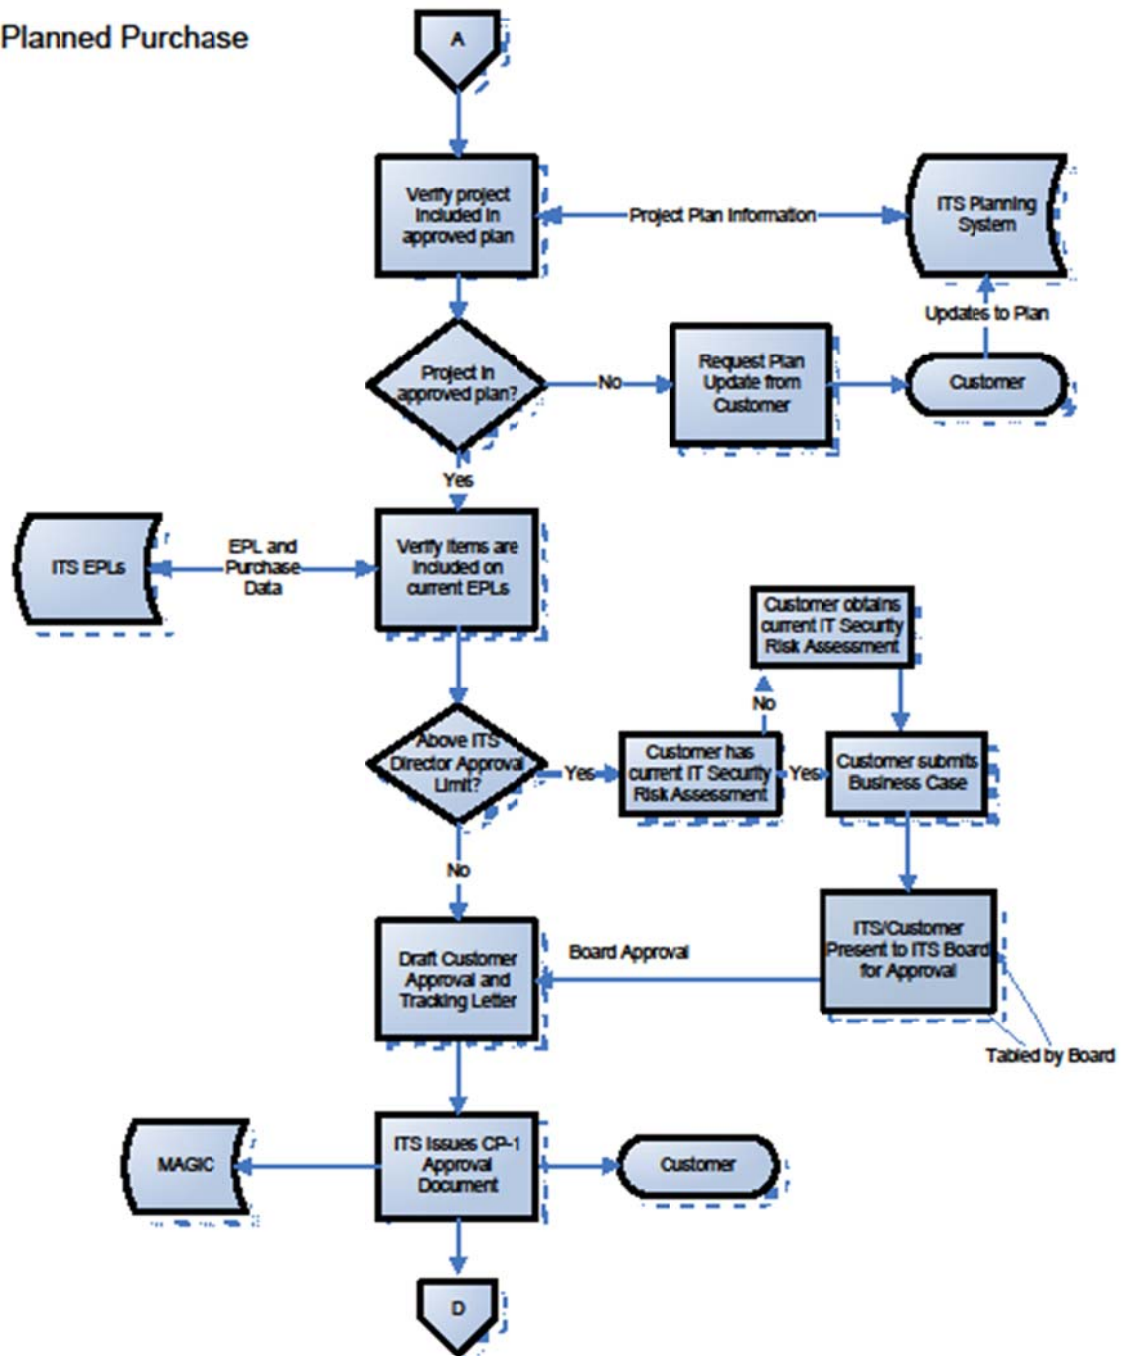 Planned Purchase
A
Verify project
included in
approved plan
Project Plan Information
ITS Planning
System
Updates to Plan
Project in
approved plan?
No
Request Plan
Update from
Customer
Customer
Yes
ITS EPLs
EPL and
Purchase
Data
Verify items are
included on
current EPLs
Customer obtains
current IT Security
Risk Assessment
No
Above ITS
Director Approval
Limit?
Yes
Customer has
current IT Security
Risk Assessment
Yes
Customer submits
Business Case
No
Draft Customer
Approval and
Tracking Letter
Board Approval
ITS/Customer
Present to ITS Board
for Approval
Tabled by Board
MAGIC
ITS Issues CP-1
Approval
Document
Customer
D